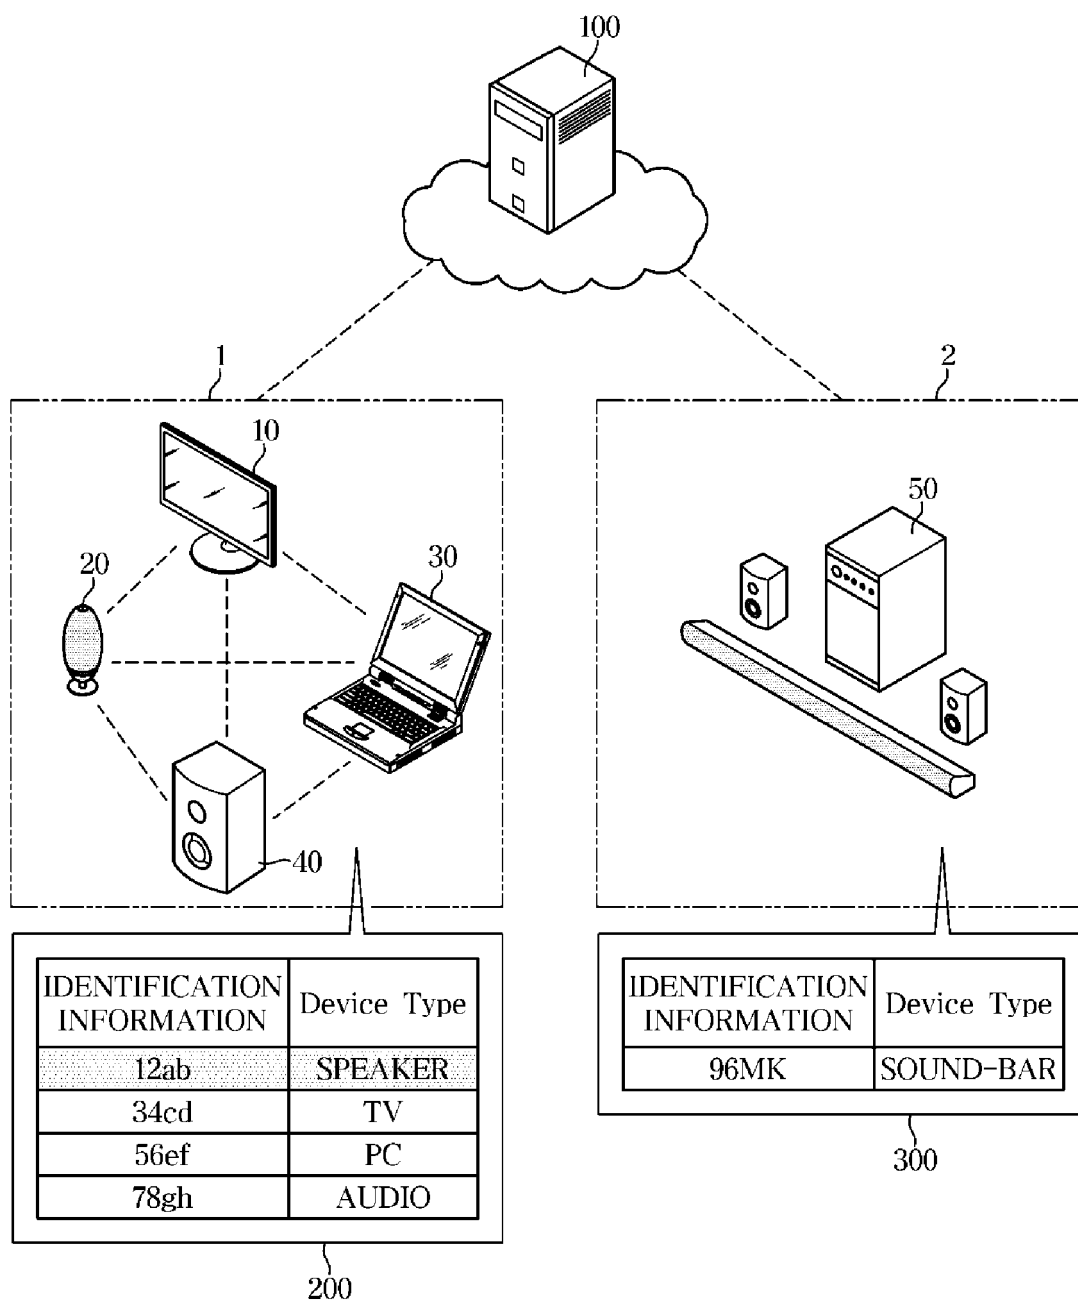 100
1
2
10
50
20
30
40
IDENTIFICATION
INFORMATION
Device Type
12ab
SPEAKER
34cd
TV
56ef
PC
78gh
AUDIO
200
IDENTIFICATION
INFORMATION
Device Type
96MK
SOUND-BAR
300